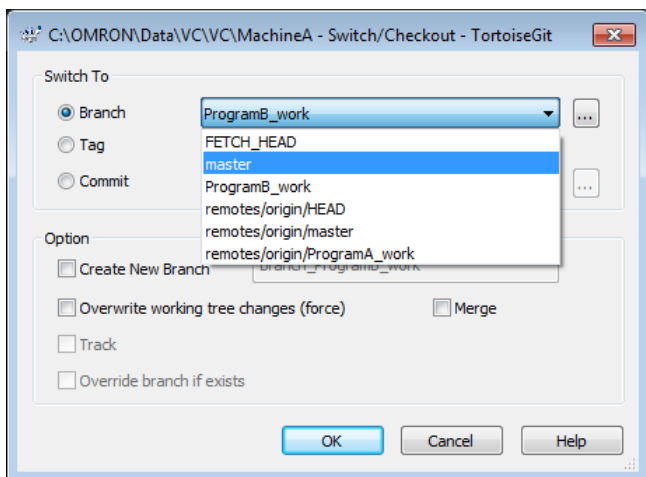 C:\OMRON\Data\VC\VC\MachineA - Switch/Checkout - TortoiseGit
Switch To
Branch
ProgramB_work
...
Tag
FETCH_HEAD
master
Commit
ProgramB_work
...
remotes/origin/HEAD
remotes/origin/master
Option
remotes/origin/ProgramA_work
Create New Branch
branch_ProgramB_work
Overwrite working tree changes (force)
Merge
Track
Override branch if exists
OK
Cancel
Help